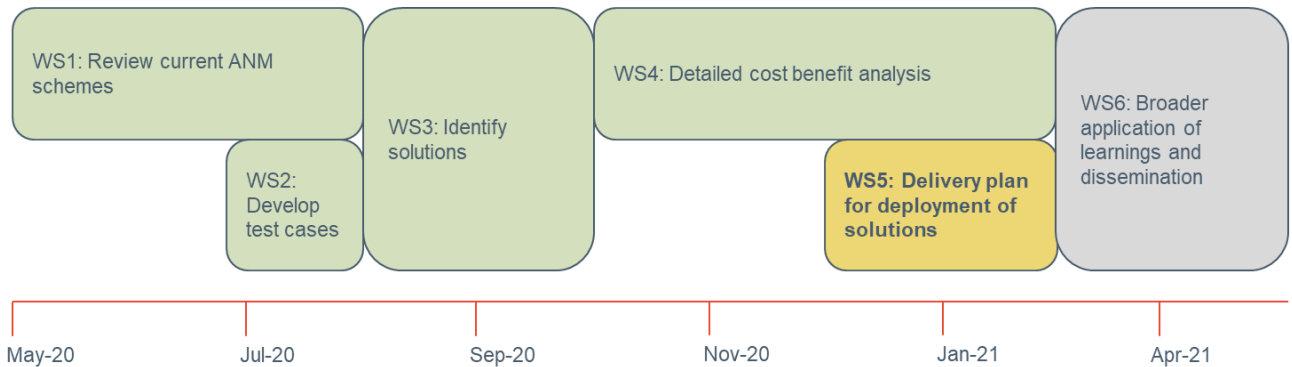 WS1: Review current ANM
schemes
WS2:
Develop
test cases
WS3: Identify
solutions
WS4: Detailed cost benefit analysis
WS5: Delivery plan
for deployment of
solutions
WS6: Broader
application of
learnings and
dissemination
May-20
Jul-20
Sep-20
Nov-20
Jan-21
Apr-21